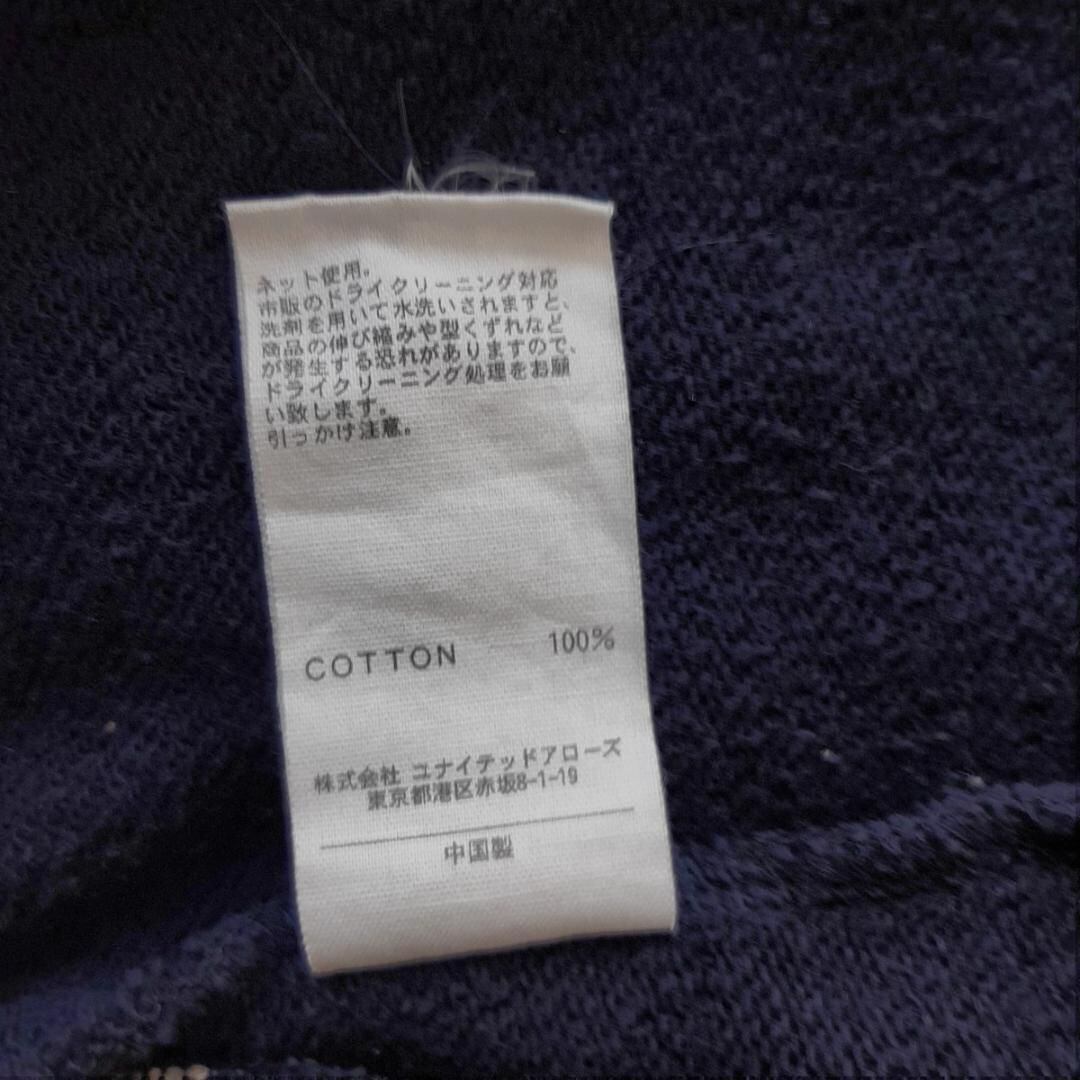 ネット使用。
市販のドライクリーニング対応
洗剤を用いて水洗いされますと、
商品の伸び縮みや型くずれなど
が発生する恐れがありますので、
ドライクリーニング処理をお願
い致します。
引っかけ注意。
COTTON 100%
株式会社 ユナイテッドアローズ
東京都港区赤坂8-1-19
中国製